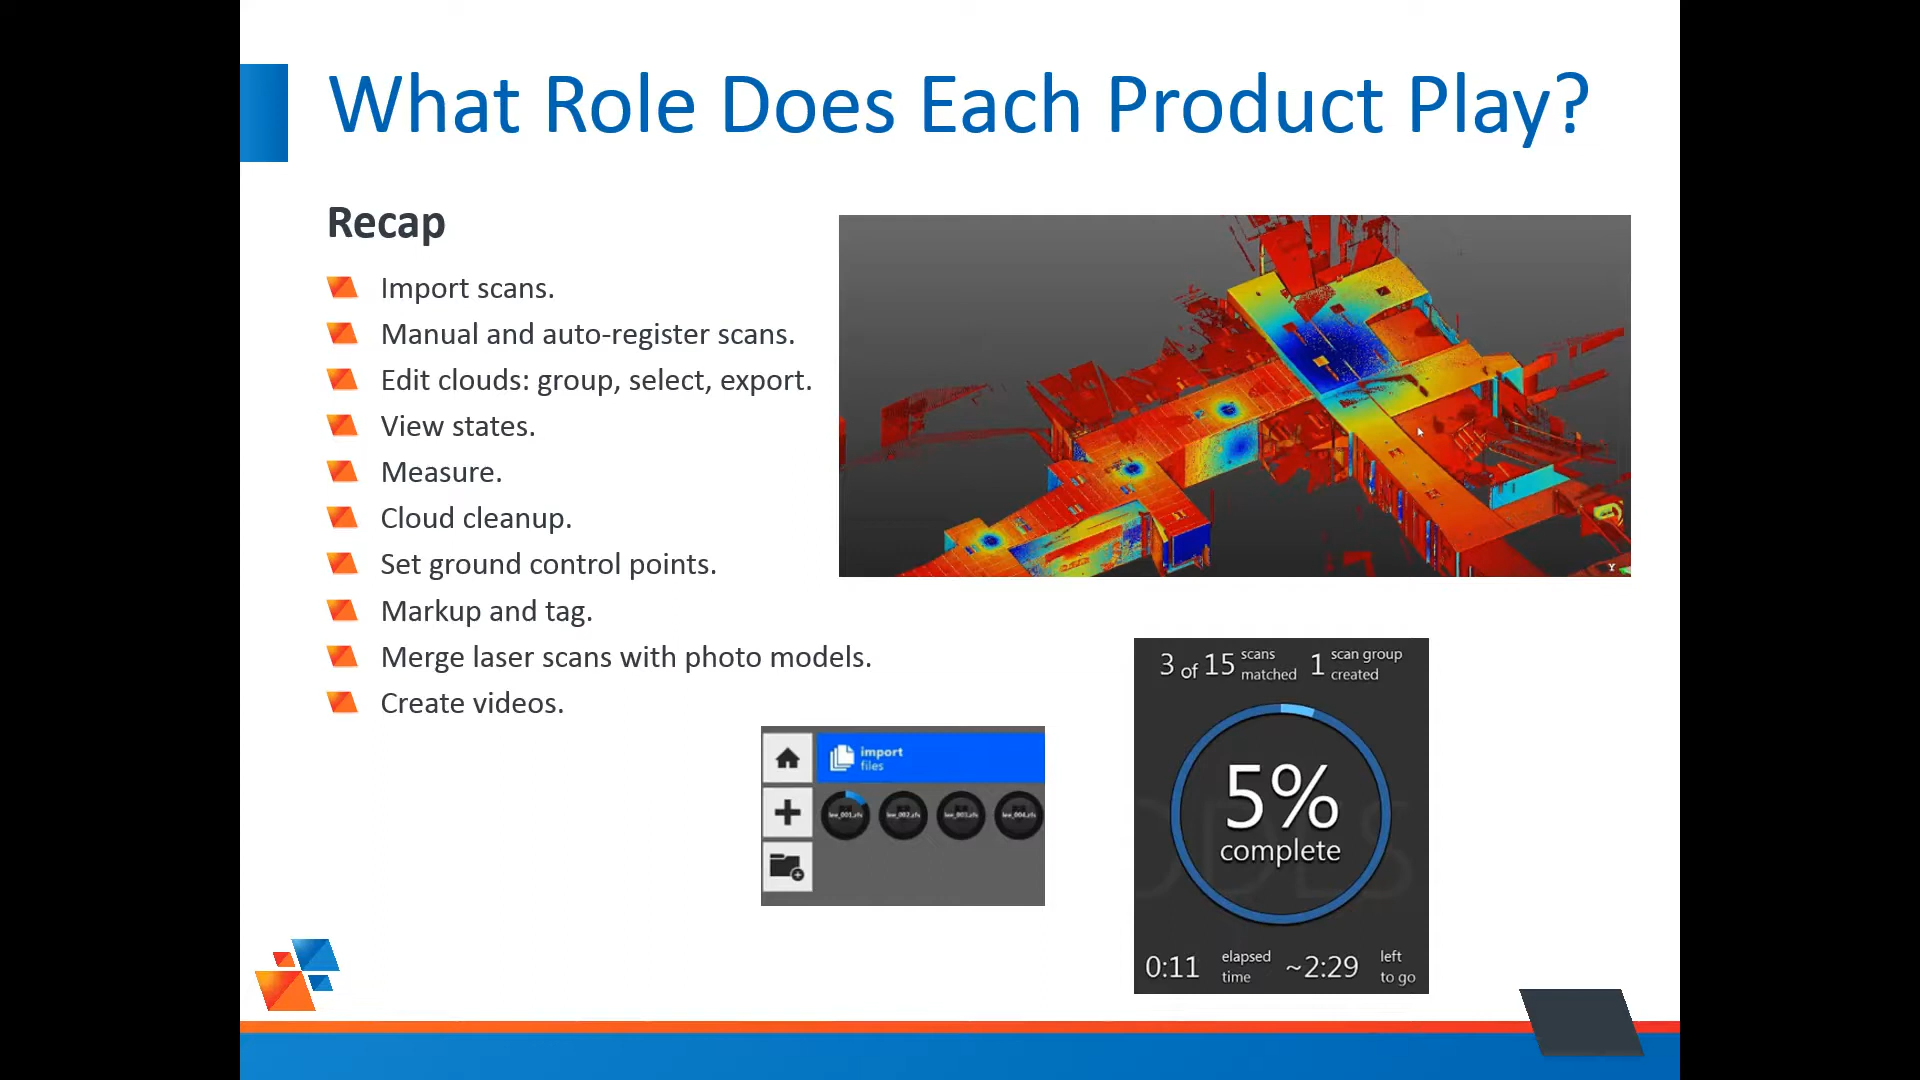 What Role Does Each Product Play?
Recap
Import scans.
Manual and auto-register scans.
Edit clouds: group, select, export.
View states.
Measure.
Cloud cleanup.
Set ground control points.
Markup and tag.
Merge laser scans with photo models.
Create videos.
Y
import
files
3 of 15 scans matched 1 scan group created
5%
complete
0:11 elapsed time ~2:29 left to go